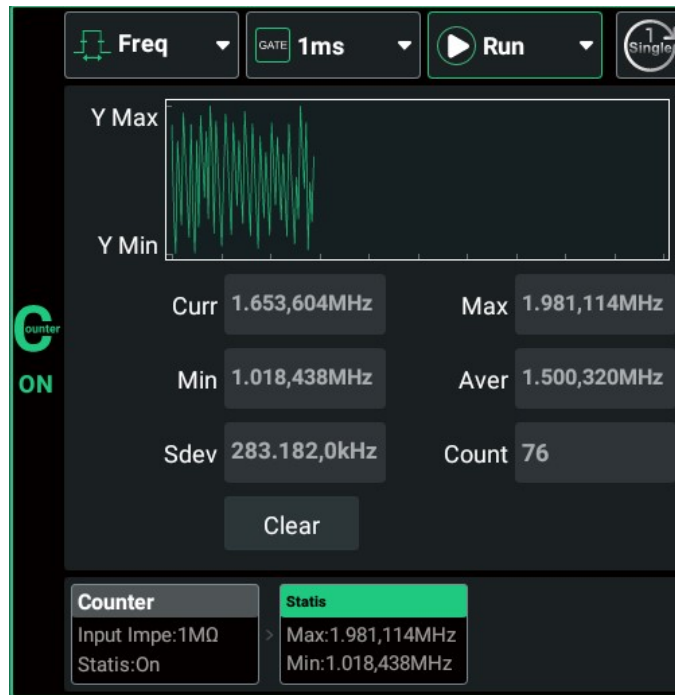 Freq
GATE 1ms
Run
1 Single
Y Max
Y Min
Curr 1.653,604MHz
Max 1.981,114MHz
Counter
ON
Min 1.018,438MHz
Aver 1.500,320MHz
Sdev 283.182,0kHz
Count 76
Clear
Counter
Input Impe:1MΩ
Statis:On
Statis
Max:1.981,114MHz
Min:1.018,438MHz